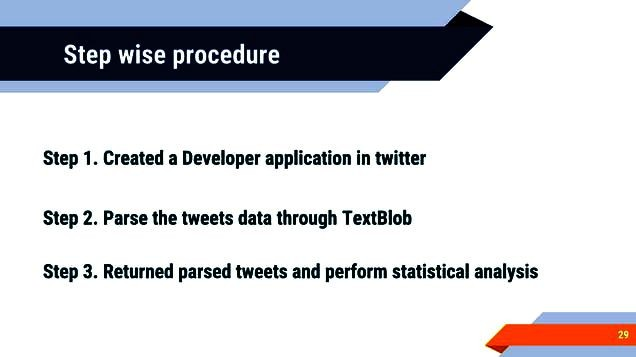 Step wise procedure
Step 1. Created a Developer application in twitter
Step 2. Parse the tweets data through TextBlob
Step 3. Returned parsed tweets and perform statistical analysis
29